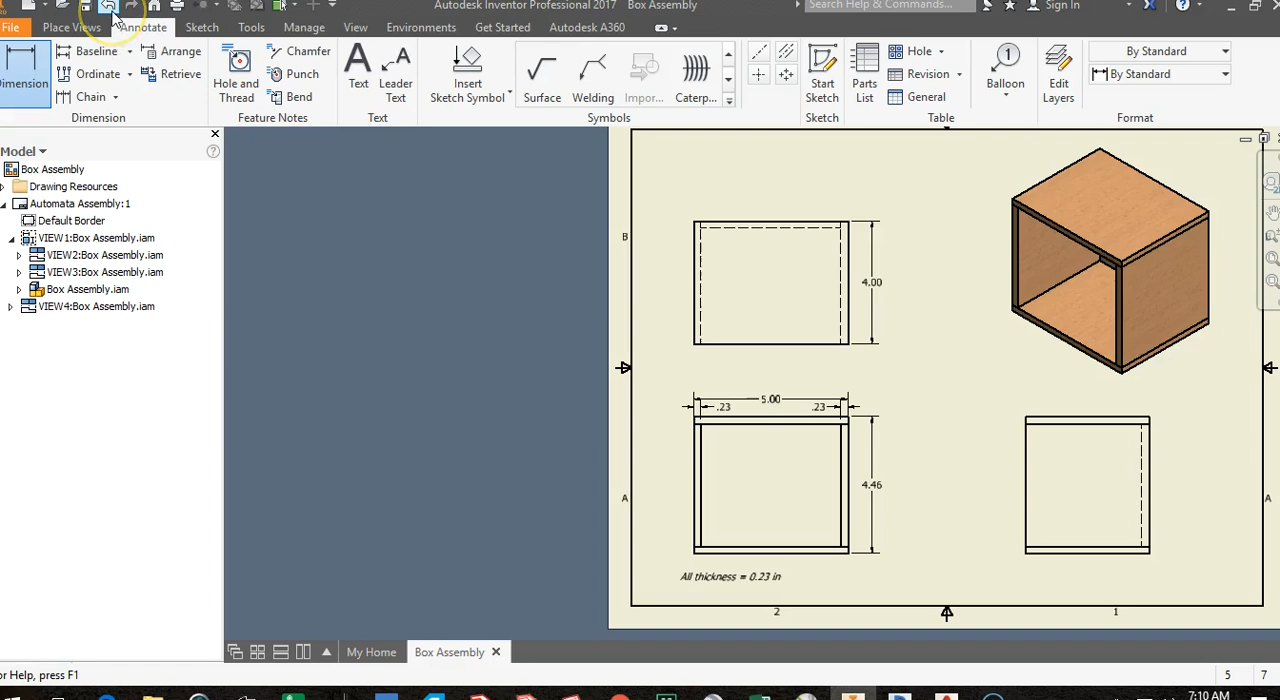 Autodesk Inventor Professional 2017 Box Assembly
Search Help & Commands...
Sign In
File Place Views Annotate Sketch Tools Manage View Environments Get Started Autodesk A360
Dimension
Baseline
Ordinate
Chain
Arrange
Retrieve
Dimension
Hole and
Thread
Chamfer
Punch
Bend
Feature Notes
Text
Leader
Text
Text
Insert
Sketch Symbol
Surface
Welding
Impor...
Caterp...
Symbols
Start
Sketch
Sketch
Parts
List
Hole
Revision
General
Table
1
Balloon
Edit
Layers
By Standard
By Standard
Format
Model
Box Assembly
Drawing Resources
Automata Assembly:1
Default Border
VIEW1:Box Assembly.iam
VIEW2:Box Assembly.iam
VIEW3:Box Assembly.iam
Box Assembly.iam
VIEW4:Box Assembly.iam
B
4.00
5.00
.23
.23
4.46
A
A
All thickness = 0.23 in
2
1
My Home
Box Assembly
or Help, press F1
5
7
7:10 AM